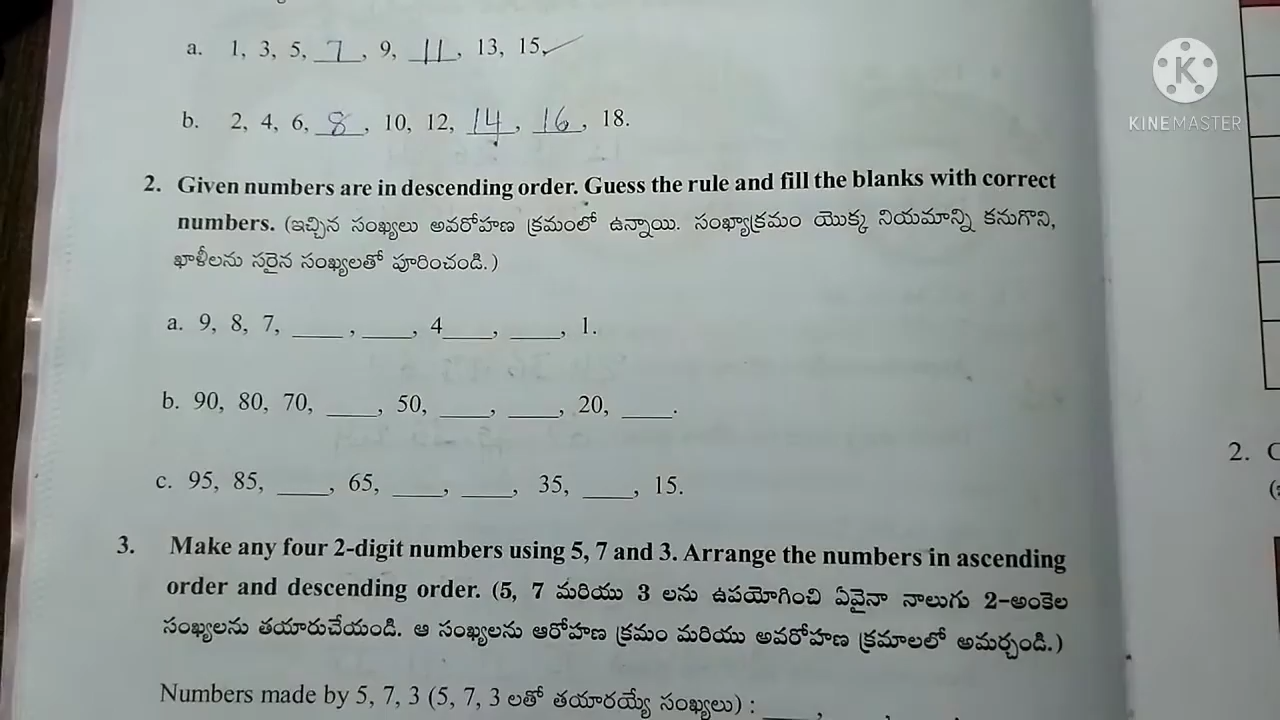 a. 1, 3, 5, 7, 9, 11, 13, 15,
KINEMASTER
b. 2, 4, 6, 8, 10, 12, 14, 16, 18.
2. Given numbers are in descending order. Guess the rule and fill the blanks with correct
numbers. (ఇచ్చిన సంఖ్యలు అవరోహణ క్రమంలో ఉన్నాయి. సంఖ్యాక్రమం యొక్క నియమాన్ని కనుగొని,
ఖాళీలను సరైన సంఖ్యలతో పూరించండి.)
a. 9, 8, 7, ____ , ____, 4____, ____, 1.
b. 90, 80, 70, ____, 50, ____, ____, 20, ____.
c. 95, 85, ____, 65, ____, ____, 35, ____, 15.
2.
3. Make any four 2-digit numbers using 5, 7 and 3. Arrange the numbers in ascending
order and descending order. (5, 7 మరియు 3 లను ఉపయోగించి ఏవైనా నాలుగు 2-అంకెల
సంఖ్యలను తయారుచేయండి. ఆ సంఖ్యలను ఆరోహణ క్రమం మరియు అవరోహణ క్రమాలలో అమర్చండి.)
Numbers made by 5, 7, 3 (5, 7, 3 లతో తయారయ్యే సంఖ్యలు) : ____,